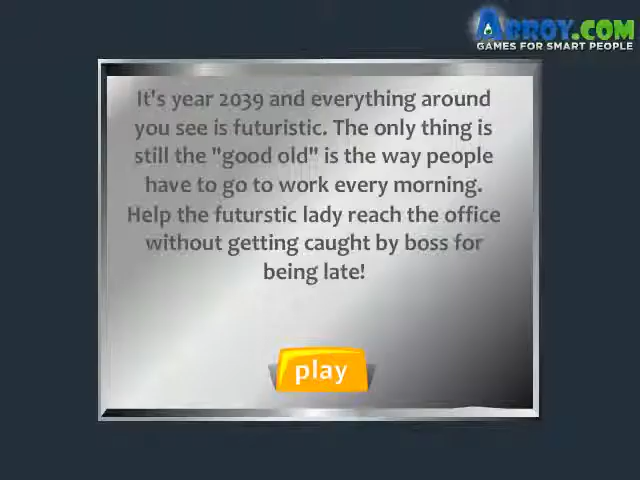 ABROY.COM
GAMES FOR SMART PEOPLE
It's year 2039 and everything around
you see is futuristic. The only thing is
still the "good old" is the way people
have to go to work every morning.
Help the futurstic lady reach the office
without getting caught by boss for
being late!
play